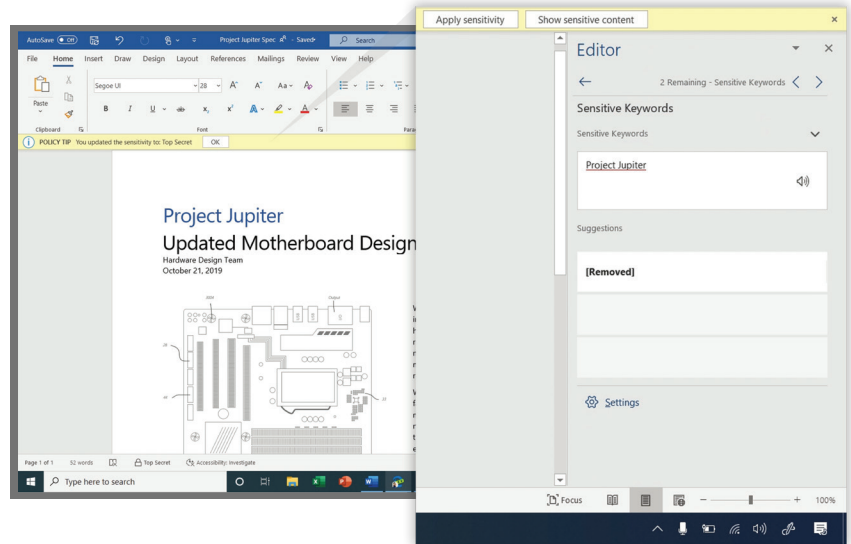 Apply sensitivity
Show sensitive content
AutoSave Off
Project Jupiter Spec - Saved
Search
File Home Insert Draw Design Layout References Mailings Review View Help
Paste
Segoe UI
28
A A Aa
B I U ab x x A A
Clipboard
Font
Para
POLICY TIP You updated the sensitivity to: Top Secret OK
Project Jupiter
Updated Motherboard Design
Hardware Design Team
October 21, 2019
Page 1 of 1 52 words Top Secret Accessibility: investigate
Type here to search
Editor
2 Remaining - Sensitive Keywords
Sensitive Keywords
Sensitive Keywords
Project Jupiter
Suggestions
[Removed]
Settings
Focus
100%